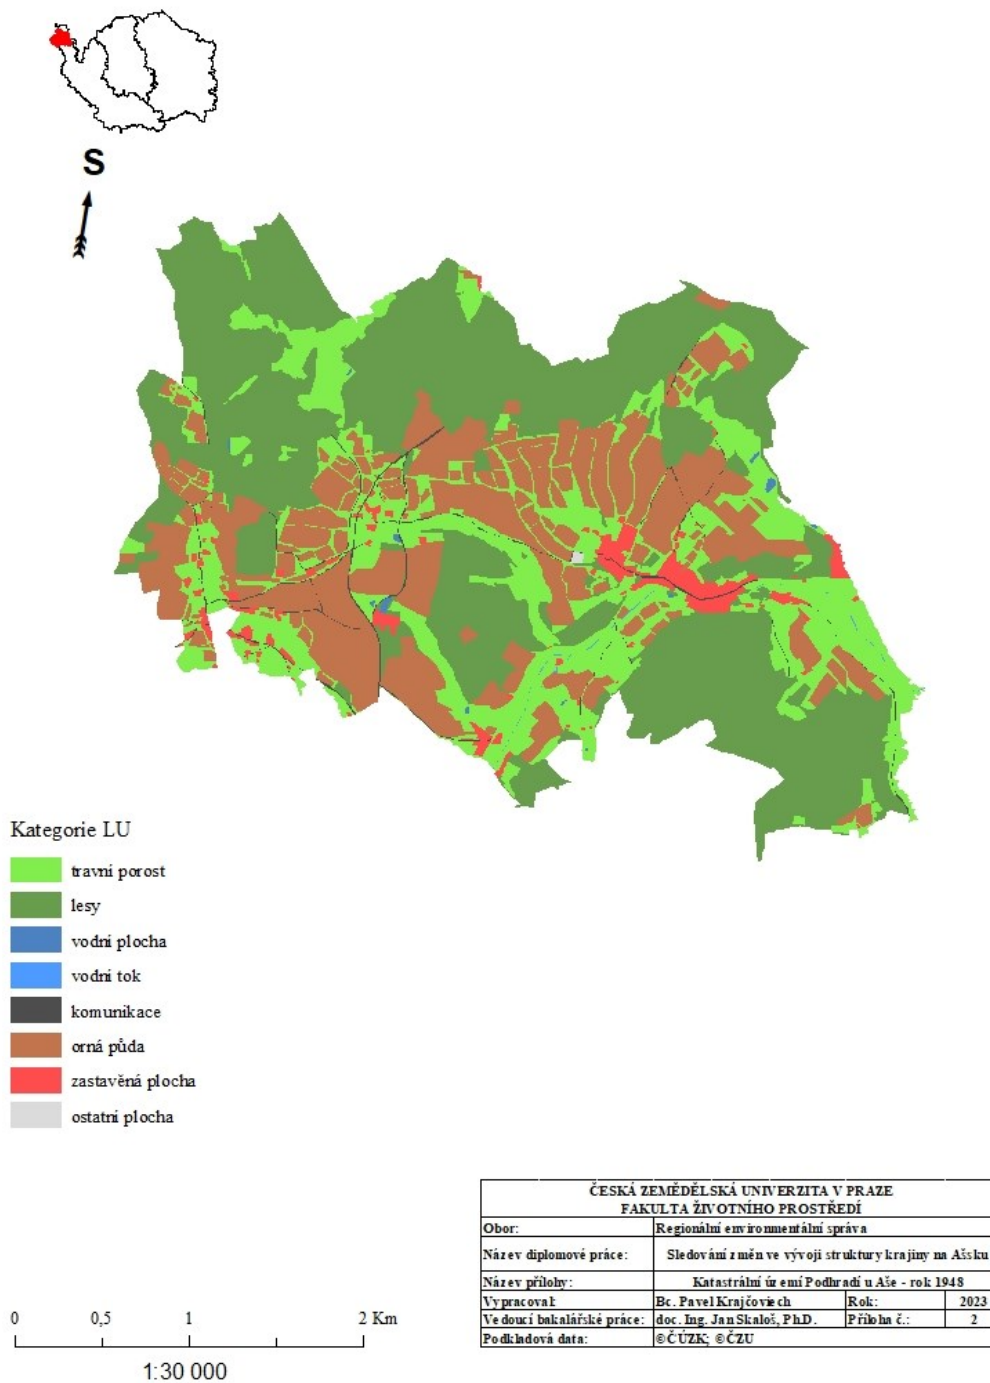 S
Kategorie LU
travní porost
lesy
vodní plocha
vodní tok
komunikace
orná půda
zastavěná plocha
ostatní plocha
ČESKÁ ZEMĚDĚLSKÁ UNIVERZITA V PRAZE
FAKULTA ŽIVOTNÍHO PROSTŘEDÍ
Obor: Regionální environmentální správa
Název diplomové práce: Sledování změn ve vývoji struktury krajiny na Ašsku
Název přílohy: Katastrální území Podhradí u Aše - rok 1948
Vypracoval: Bc. Pavel Krajčoviech Rok: 2023
Vedoucí bakalářské práce: doc. Ing. Jan Skaloš, Ph.D. Příloha č.: 2
Podkladová data: ©ČÚZK; ©ČZU
0 0,5 1 2 Km
1:30 000